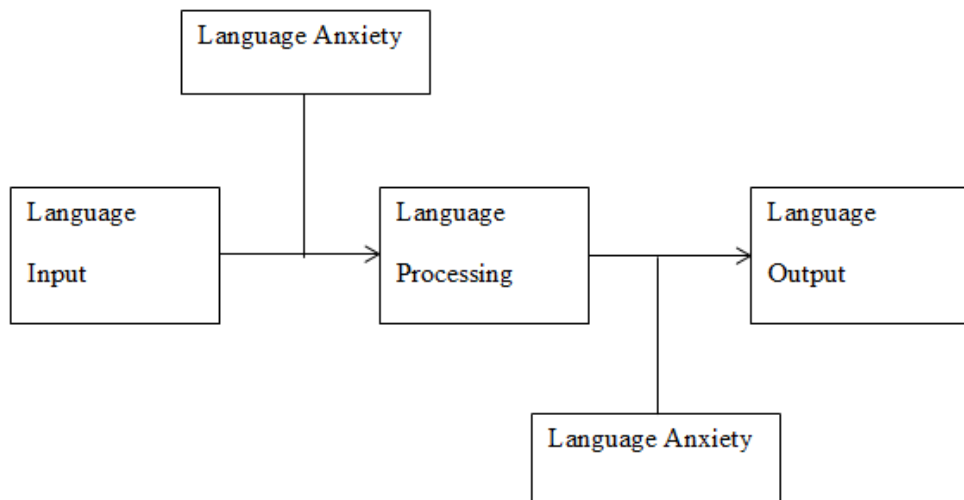 Language Anxiety
Language
Input
Language
Processing
Language
Output
Language Anxiety